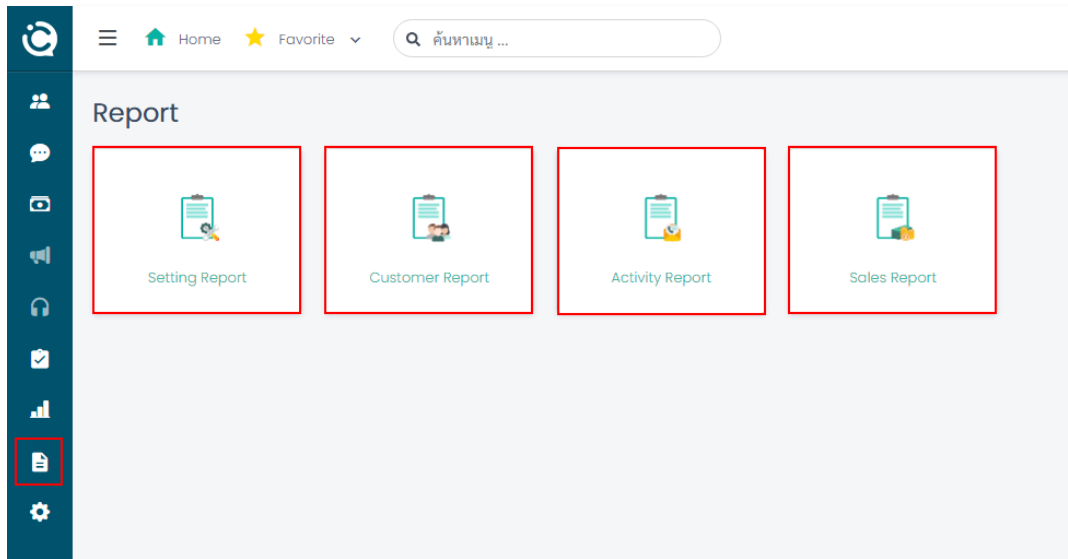 Home Favorite ค้นหาเมนู ...
Report
Setting Report Customer Report Activity Report Sales Report